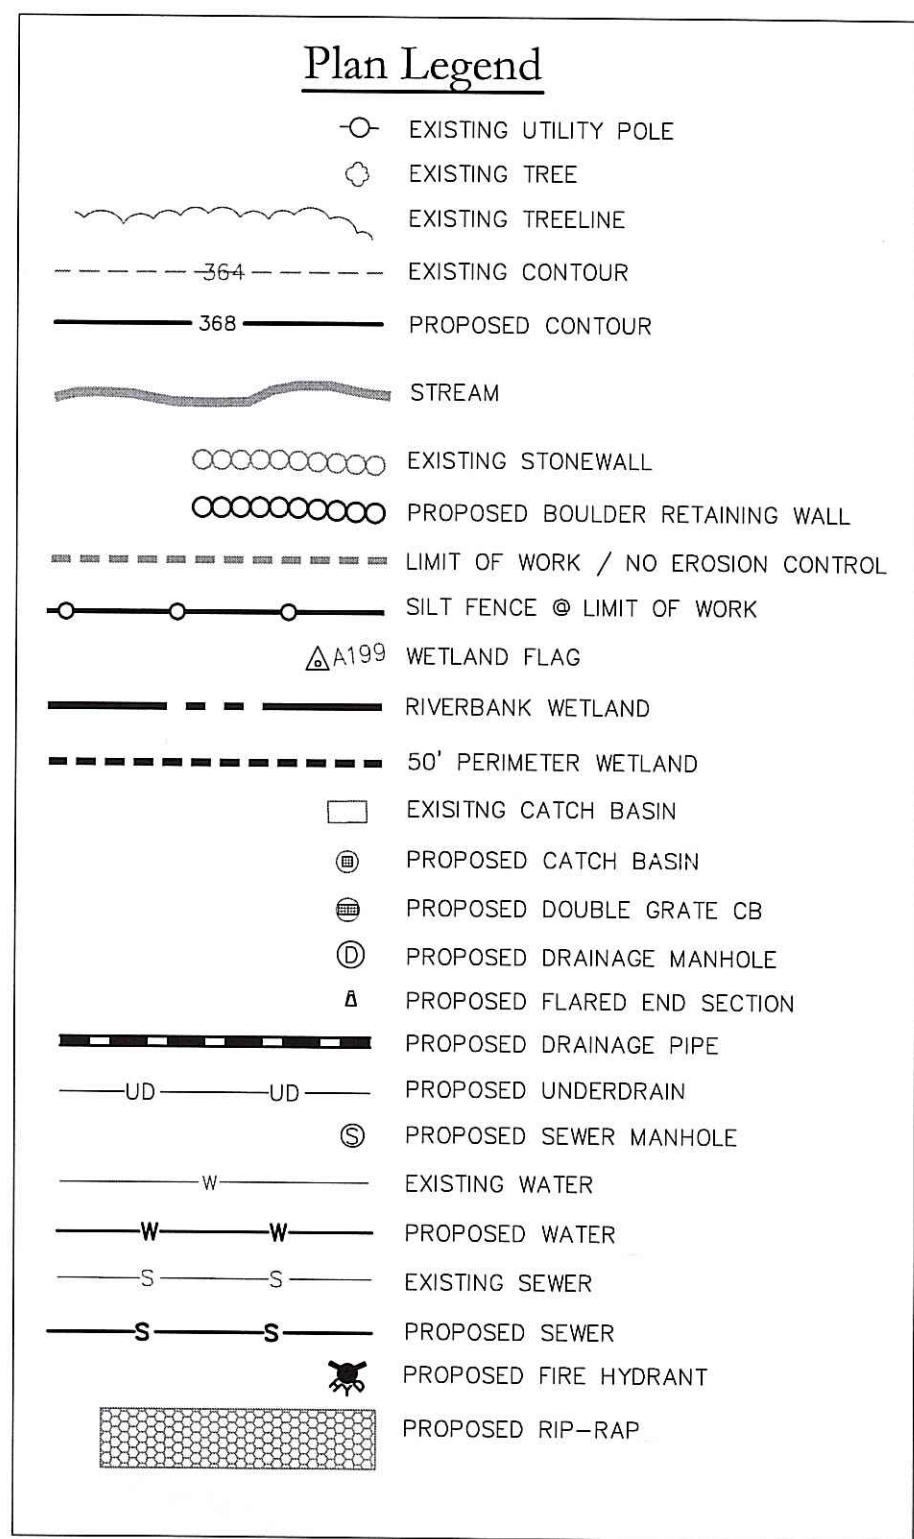 Plan Legend
EXISTING UTILITY POLE
EXISTING TREE
EXISTING TREELINE
364 EXISTING CONTOUR
368 PROPOSED CONTOUR
STREAM
EXISTING STONEWALL
PROPOSED BOULDER RETAINING WALL
LIMIT OF WORK / NO EROSION CONTROL
SILT FENCE @ LIMIT OF WORK
A199 WETLAND FLAG
RIVERBANK WETLAND
50' PERIMETER WETLAND
EXISITNG CATCH BASIN
PROPOSED CATCH BASIN
PROPOSED DOUBLE GRATE CB
D PROPOSED DRAINAGE MANHOLE
PROPOSED FLARED END SECTION
PROPOSED DRAINAGE PIPE
UD UD PROPOSED UNDERDRAIN
S PROPOSED SEWER MANHOLE
W EXISTING WATER
W W PROPOSED WATER
S S EXISTING SEWER
S S PROPOSED SEWER
PROPOSED FIRE HYDRANT
PROPOSED RIP-RAP